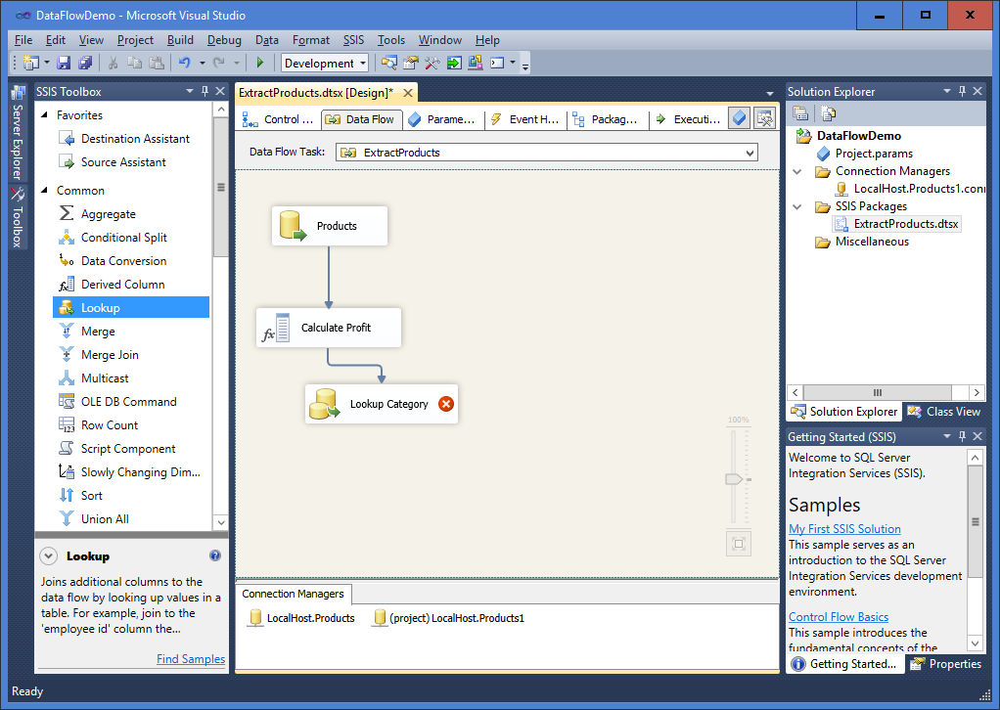 DataFlowDemo - Microsoft Visual Studio
File Edit View Project Build Debug Data Format SSIS Tools Window Help
Development
Server Explorer
Toolbox
SSIS Toolbox
Favorites
Destination Assistant
Source Assistant
Common
Aggregate
Conditional Split
Data Conversion
Derived Column
Lookup
Merge
Merge Join
Multicast
OLE DB Command
Row Count
Script Component
Slowly Changing Dim...
Sort
Union All
Lookup
Joins additional columns to the
data flow by looking up values in a
table. For example, join to the
'employee id' column the...
Find Samples
ExtractProducts.dtsx [Design]*
Control ... Data Flow Parame... Event H... Packag... Executi...
Data Flow Task: ExtractProducts
Products
fx Calculate Profit
Lookup Category
100%
Connection Managers
LocalHost.Products (project) LocalHost.Products1
Solution Explorer
DataFlowDemo
Project.params
Connection Managers
LocalHost.Products1.conn
SSIS Packages
ExtractProducts.dtsx
Miscellaneous
Solution Explorer Class View
Getting Started (SSIS)
Welcome to SQL Server
Integration Services (SSIS).
Samples
My First SSIS Solution
This sample serves as an
introduction to the SQL Server
Integration Services development
environment.
Control Flow Basics
This sample introduces the
fundamental concepts of the
Getting Started... Properties
Ready